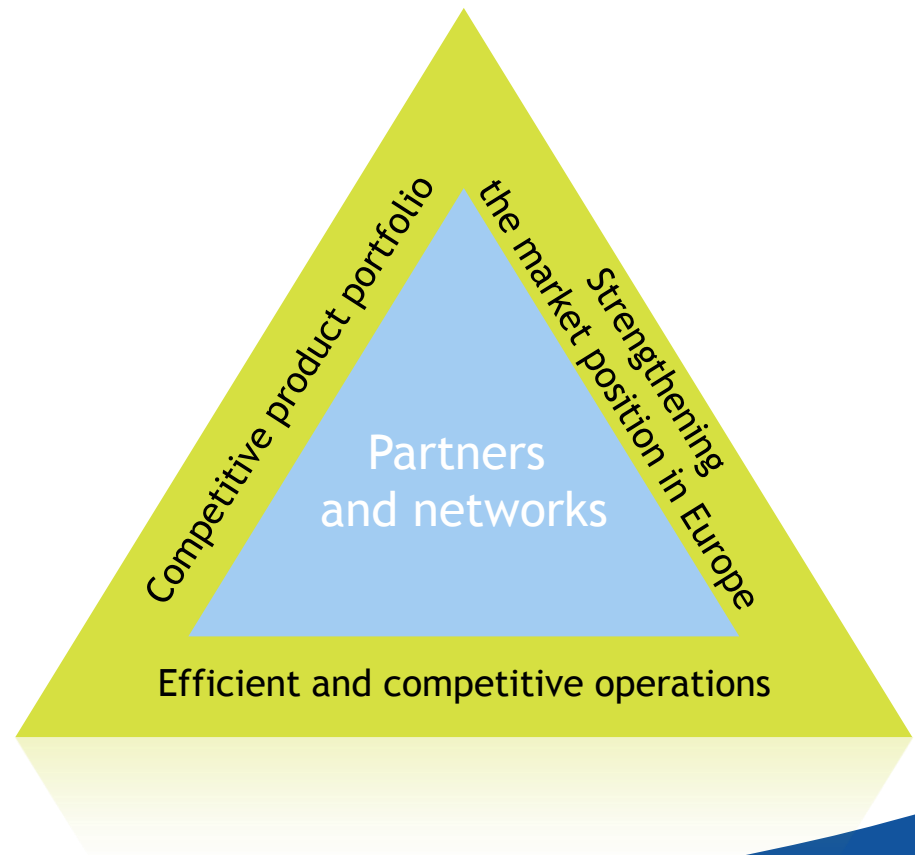 Competitive product portfolio
Strengthening
the market position in Europe
Partners
and networks
Efficient and competitive operations